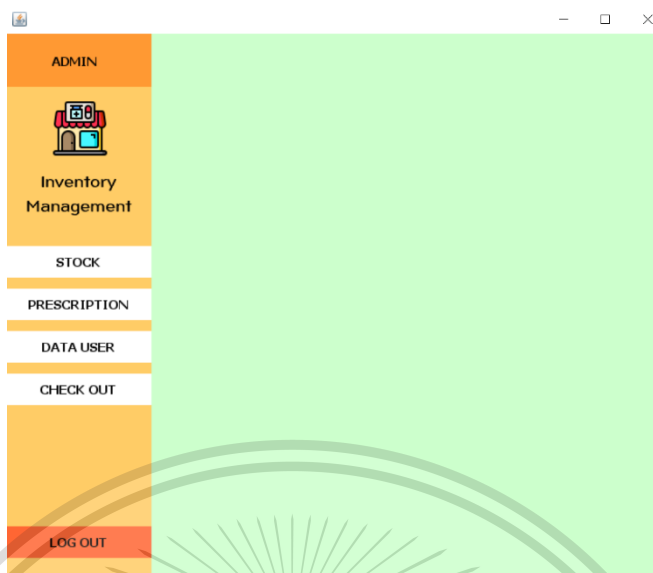 ADMIN
Inventory
Management
STOCK
PRESCRIPTION
DATA USER
CHECK OUT
LOG OUT